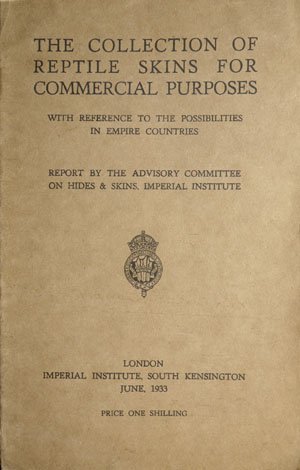 THE COLLECTION OF
REPTILE SKINS FOR
COMMERCIAL PURPOSES
WITH REFERENCE TO THE POSSIBILITIES
IN EMPIRE COUNTRIES
REPORT BY THE ADVISORY COMMITTEE
ON HIDES & SKINS, IMPERIAL INSTITUTE
LONDON
IMPERIAL INSTITUTE, SOUTH KENSINGTON
JUNE, 1933
PRICE ONE SHILLING